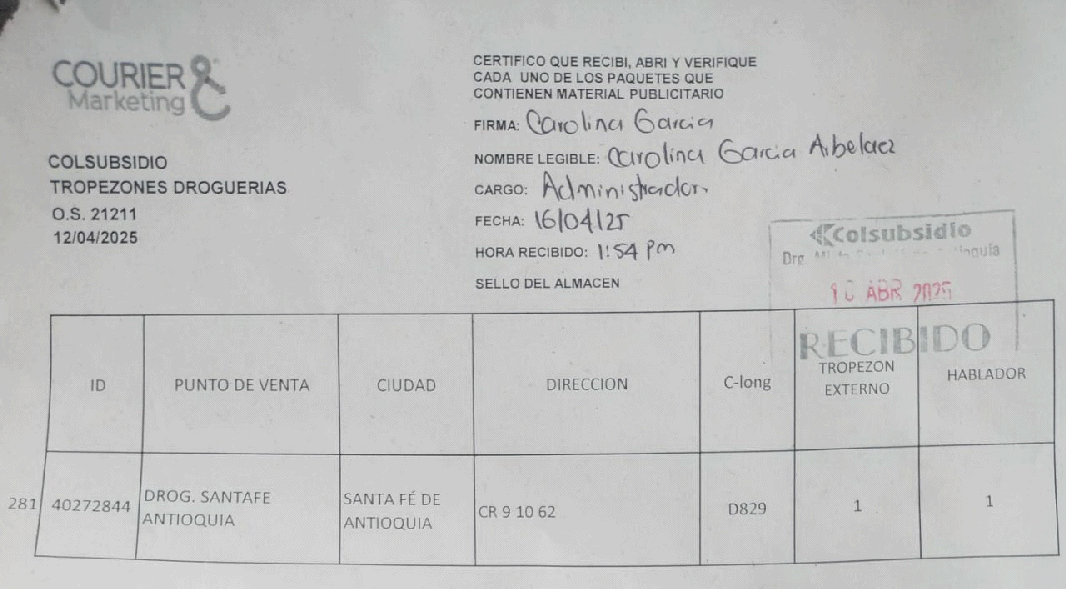 COURIER &
Marketing
COLSUBSIDIO
TROPEZONES DROGUERIAS
O.S. 21211
12/04/2025
CERTIFICO QUE RECIBI, ABRI Y VERIFIQUE
CADA UNO DE LOS PAQUETES QUE
CONTIENEN MATERIAL PUBLICITARIO
FIRMA: Carolina Garcia
NOMBRE LEGIBLE: Carolina Garcia Arbelaez
CARGO: Administrador.
FECHA: 16/04/25
HORA RECIBIDO: 1:54 pm
SELLO DEL ALMACEN
Colsubsidio
Dro.
ABR 2025
RECIBIDO
ID PUNTO DE VENTA CIUDAD DIRECCION C-long TROPEZON EXTERNO HABLADOR
281 40272844 DROG. SANTAFE ANTIOQUIA SANTA FÉ DE ANTIOQUIA CR 9 10 62 D829 1 1